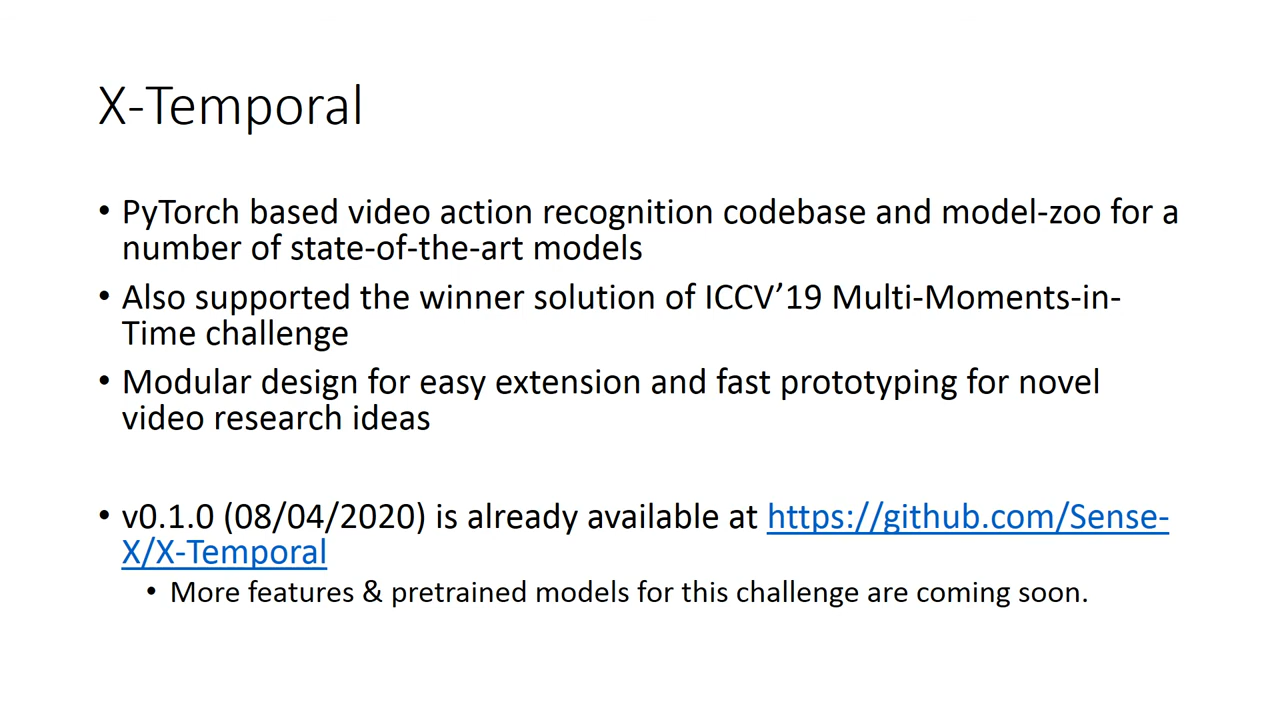 X-Temporal
• PyTorch based video action recognition codebase and model-zoo for a
number of state-of-the-art models
• Also supported the winner solution of ICCV’19 Multi-Moments-in-
Time challenge
• Modular design for easy extension and fast prototyping for novel
video research ideas
• v0.1.0 (08/04/2020) is already available at https://github.com/Sense-
X/X-Temporal
• More features & pretrained models for this challenge are coming soon.